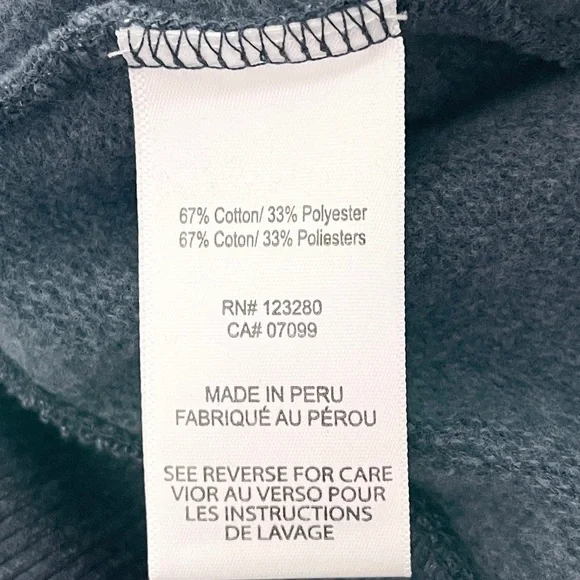 67% Cotton/ 33% Polyester
67% Coton/ 33% Poliesters
RN# 123280
CA# 07099
MADE IN PERU
FABRIQUÉ AU PÉROU
SEE REVERSE FOR CARE
VIOR AU VERSO POUR
LES INSTRUCTIONS
DE LAVAGE